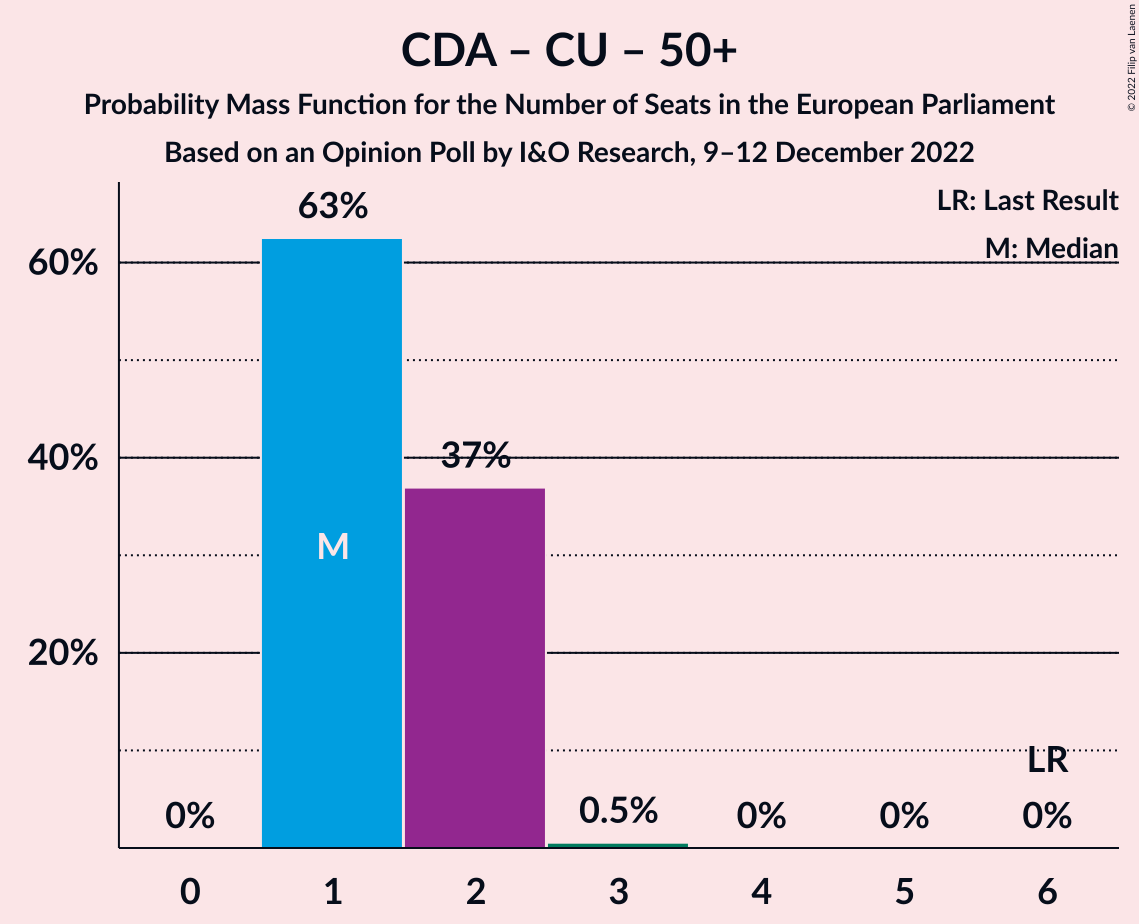 CDA – CU – 50+
Probability Mass Function for the Number of Seats in the European Parliament
Based on an Opinion Poll by I&O Research, 9–12 December 2022
© 2022 Filip van Laenen
LR: Last Result
M: Median
60%
40%
20%
63%
37%
M
LR
0%
0.5%
0%
0%
0%
0
1
2
3
4
5
6